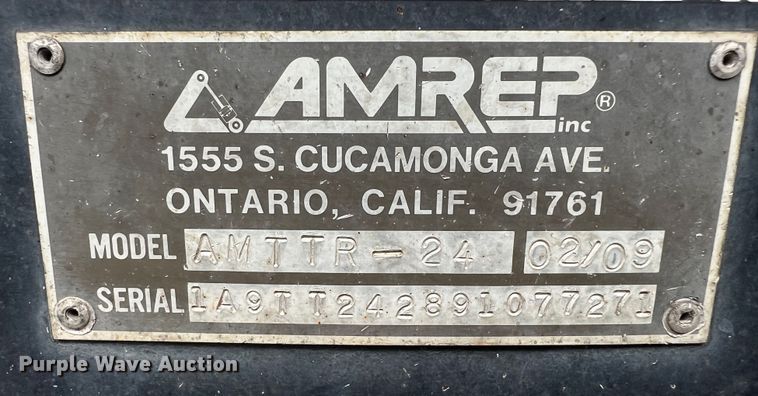 AMREP®
inc
1555 S. CUCAMONGA AVE.
ONTARIO, CALIF. 91761
MODEL AMTTR-24 02/09
SERIAL 1A9TT242891077271
Purple Wave Auction